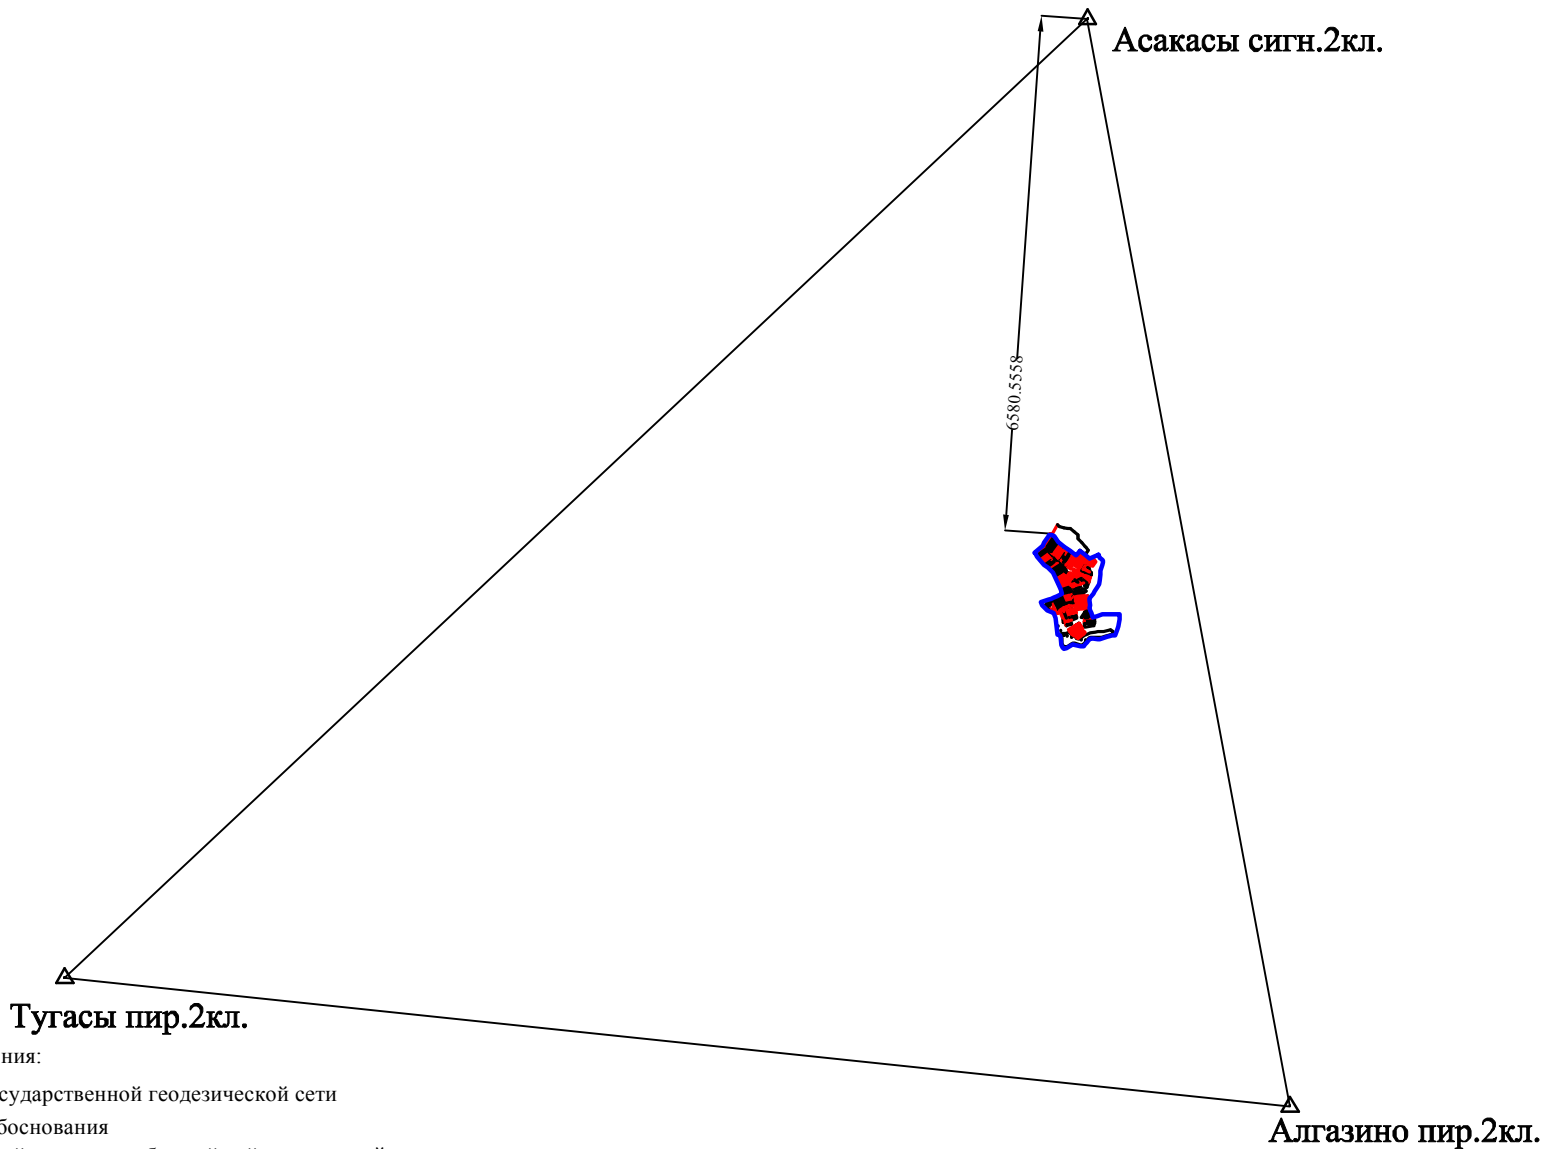 Асакасы сигн.2кл.
6580.5558
Тугасы пир.2кл.
ния:
сударственной геодезической сети
боснования
Алгазино пир.2кл.